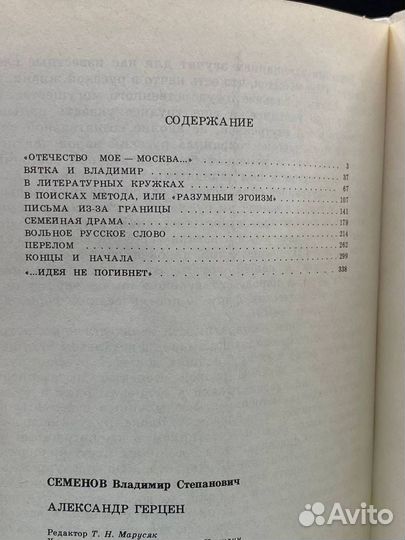 СОДЕРЖАНИЕ
«ОТЕЧЕСТВО МОЕ — МОСКВА...» 3
ВЯТКА И ВЛАДИМИР 37
В ЛИТЕРАТУРНЫХ КРУЖКАХ 67
В ПОИСКАХ МЕТОДА, ИЛИ «РАЗУМНЫЙ ЭГОИЗМ» 107
ПИСЬМА ИЗ-ЗА ГРАНИЦЫ 141
СЕМЕЙНАЯ ДРАМА 179
ВОЛЬНОЕ РУССКОЕ СЛОВО 214
ПЕРЕЛОМ 262
КОНЦЫ И НАЧАЛА 299
«...ИДЕЯ НЕ ПОГИБНЕТ» 338
СЕМЕНОВ Владимир Степанович
АЛЕКСАНДР ГЕРЦЕН
Редактор Т. Н. Марусяк
Avito